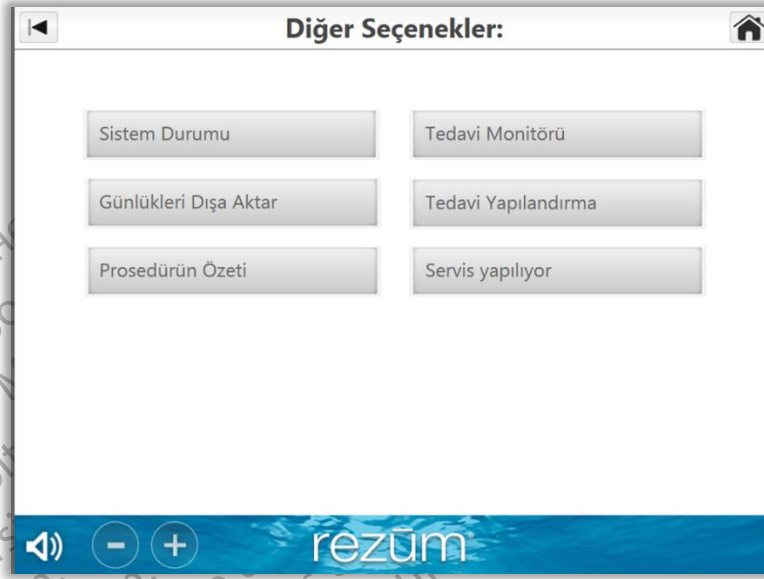 Diğer Seçenekler:
Sistem Durumu
Tedavi Monitörü
Günlükleri Dışa Aktar
Tedavi Yapılandırma
Prosedürün Özeti
Servis yapılıyor
rezūm